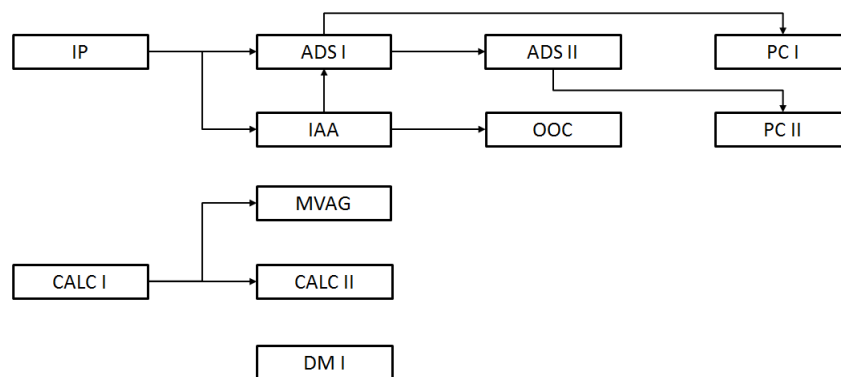 IP
ADS I
ADS II
PC I
IAA
OOC
PC II
MVAG
CALC I
CALC II
DM I